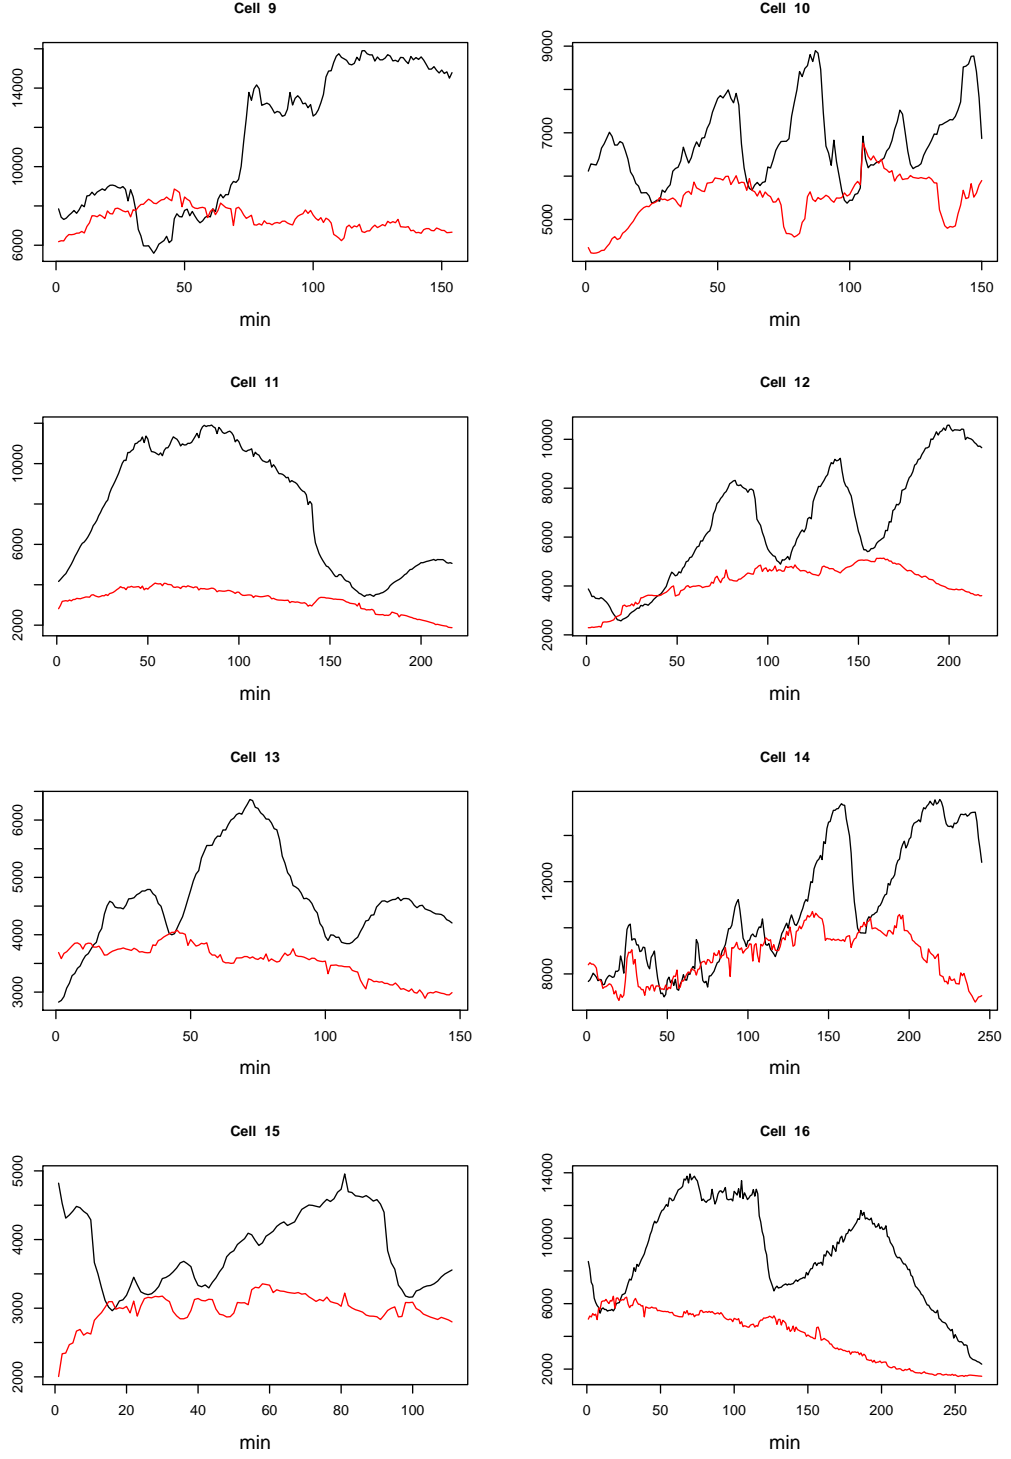 Cell 9
6000 10000 14000
0 50 100 150
min
Cell 10
5000 7000 9000
0 50 100 150
min
Cell 11
2000 6000 10000
0 50 100 150 200
min
Cell 12
2000 4000 6000 8000 10000
0 50 100 150 200
min
Cell 13
3000 4000 5000 6000
0 50 100 150
min
Cell 14
8000 12000
0 50 100 150 200 250
min
Cell 15
2000 3000 4000 5000
0 20 40 60 80 100
min
Cell 16
2000 6000 10000 14000
0 50 100 150 200 250
min